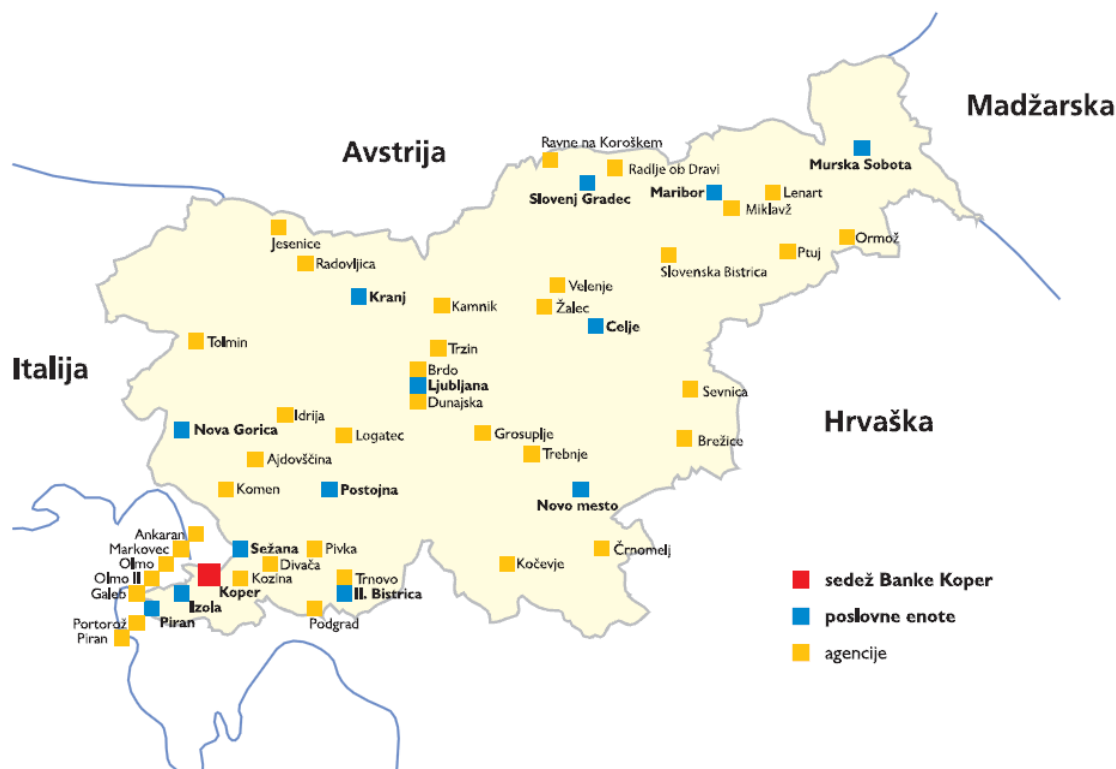 Madžarska
Avstrija
Ravne na Koroškem
Radlje ob Dravi
Murska Sobota
Slovenj Gradec
Maribor
Lenart
Miklavž
Ormož
Jesenice
Ptuj
Radovljica
Slovenska Bistrica
Velenje
Kranj
Kamnik
Žalec
Celje
Tolmin
Trzin
Italija
Brdo
Ljubljana
Sevnica
Dunajska
Idrija
Hrvaška
Nova Gorica
Logatec
Grosuplje
Brežice
Trebnje
Ajdovščina
Komen
Postojna
Novo mesto
Ankaran
Markovec
Sežana
Pivka
Črnomelj
Olmo
Divača
Kočevje
Olmo II
Kozina
Trnovo
Galeb
Koper
Il. Bistrica
Izola
Podgrad
Portorož
Piran
Piran
sedež Banke Koper
poslovne enote
agencije